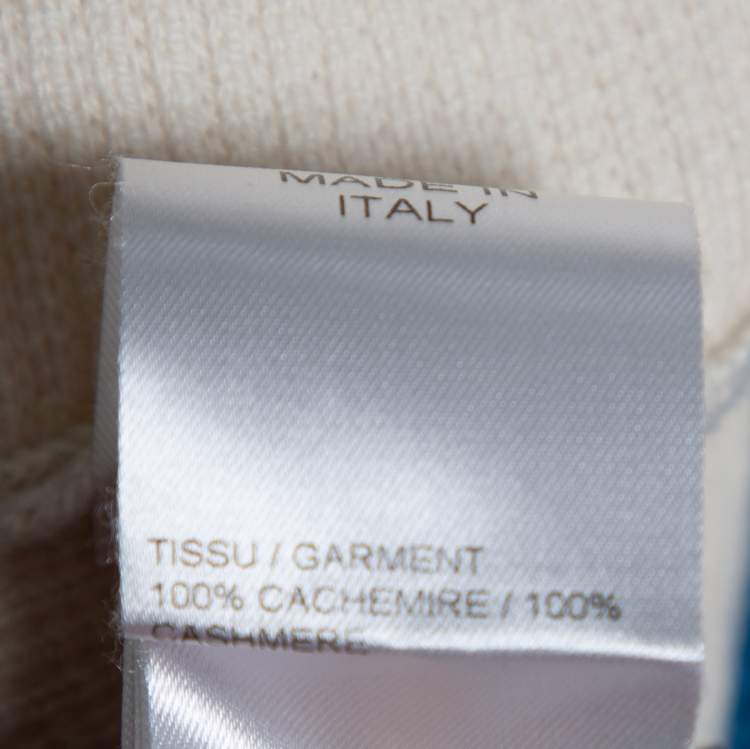 MADE IN
ITALY
TISSU / GARMENT
100% CACHEMIRE / 100%
CASHMERE